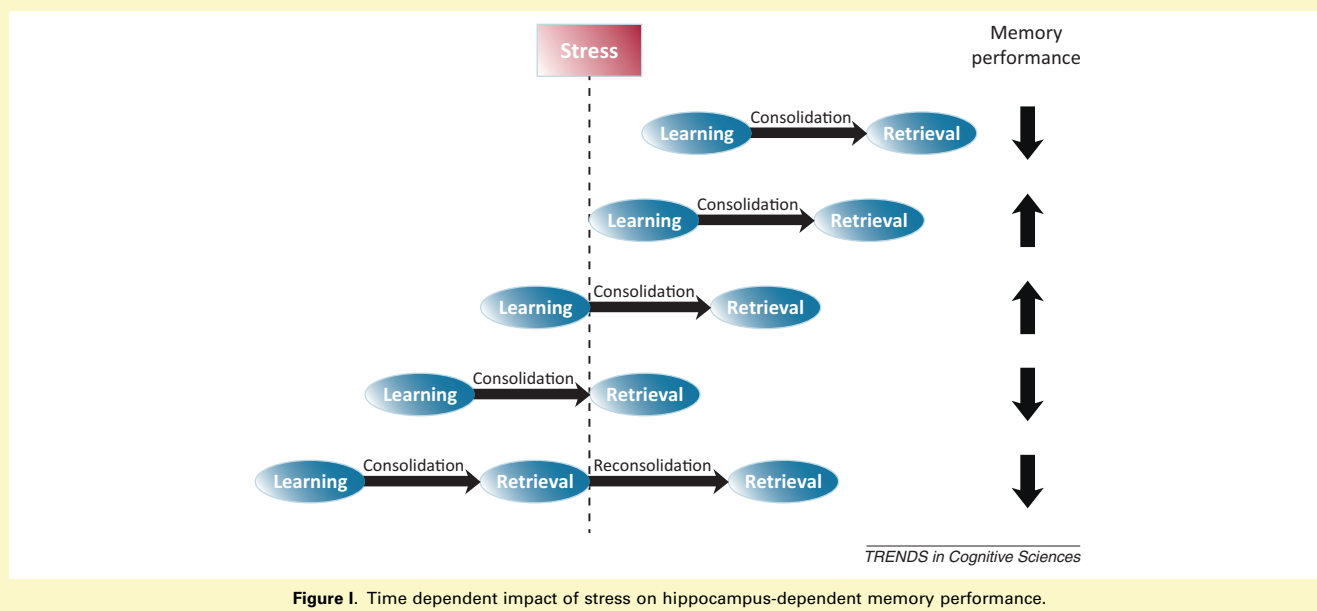 Stress
Memory
performance
Consolidation
Learning Retrieval
Consolidation
Learning Retrieval
Consolidation
Learning Retrieval
Consolidation
Learning Retrieval
Consolidation Reconsolidation
Learning Retrieval Retrieval
TRENDS in Cognitive Sciences
Figure I. Time dependent impact of stress on hippocampus-dependent memory performance.